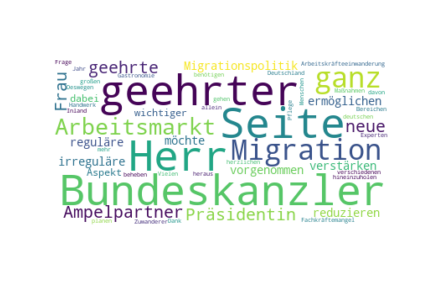 Frage
Jahr
großen
Deswegen
Handwerk
Inland
Frau
geehrte
Gastronomie
dabei
Migrationspolitik
benötigen
Deutschland
gehen
allein
Arbeitskräfteeinwanderung
ganz
Bereichen
Maßnahmen
davon
geehrter
Pflege
ermöglichen
Bereichen
deutschen
Experten
Arbeitsmarkt
wichtiger
Seite
neue
reguläre
möchte
Herr
Migration
irreguläre
Aspekt
beheben
mehr
Vielen
heraus
herzlichen
vorgenommen
verstärken
verschiedenen
hineinzuholen
Bundeskanzler
Ampelpartner
Präsidentin
reduzieren
planen
Zuwanderer
Dank
Fachkräftemangel